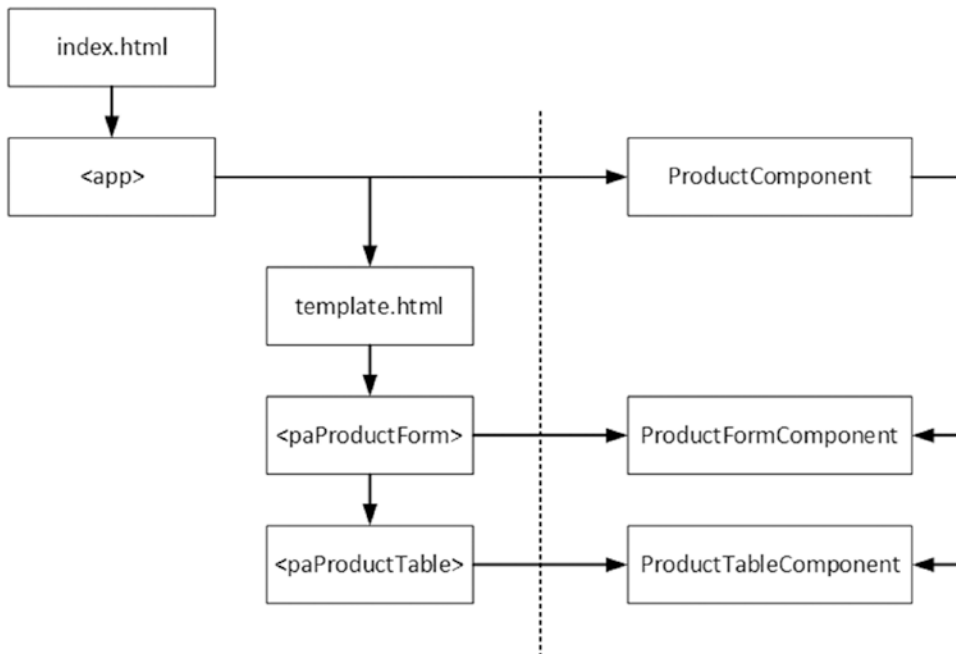 index.html
<app>
ProductComponent
template.html
<paProductForm>
ProductFormComponent
<paProductTable>
ProductTableComponent